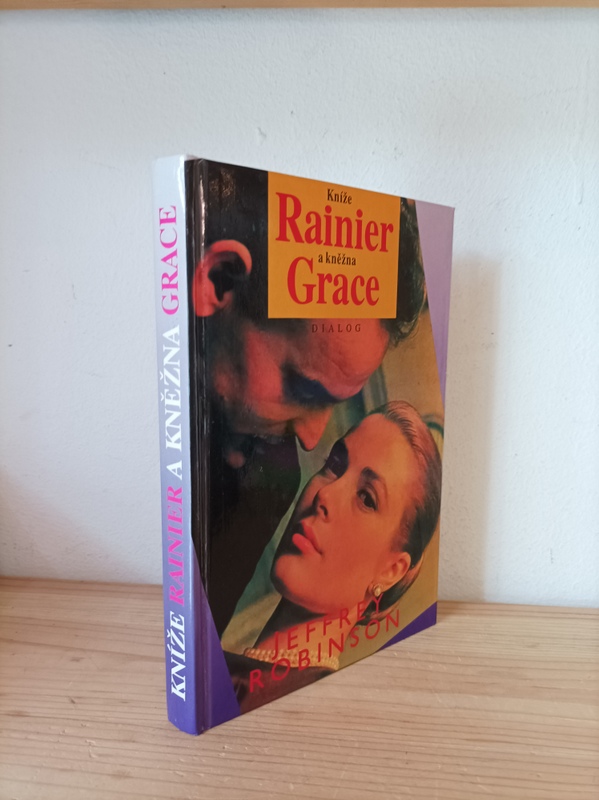 KNÍŽE RAINIER A KNĚŽNA GRACE
Kníže
Rainier
a kněžna
Grace
DIALOG
JEFFREY
ROBINSON